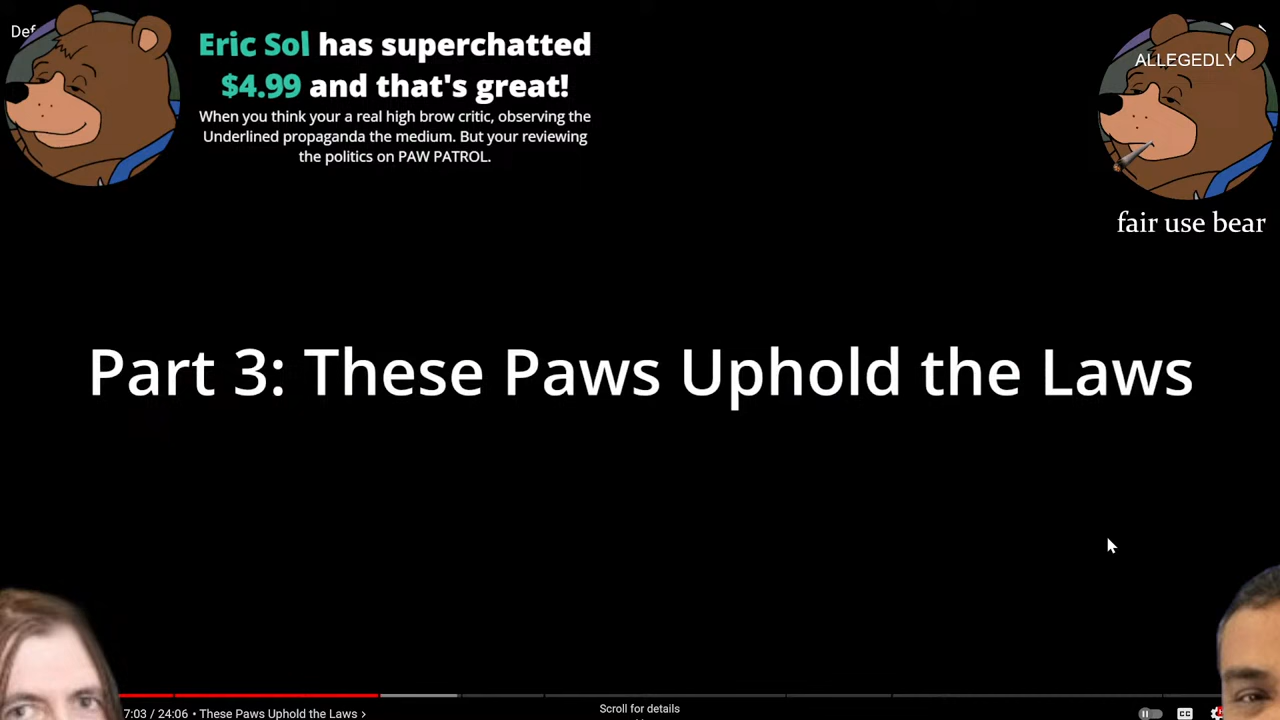 Def
Eric Sol has superchatted
$4.99 and that's great!
When you think your a real high brow critic, observing the
Underlined propaganda the medium. But your reviewing
the politics on PAW PATROL.
ALLEGEDLY
fair use bear
Part 3: These Paws Uphold the Laws
Scroll for details
7:03 / 24:06 • These Paws Uphold the Laws >
CC